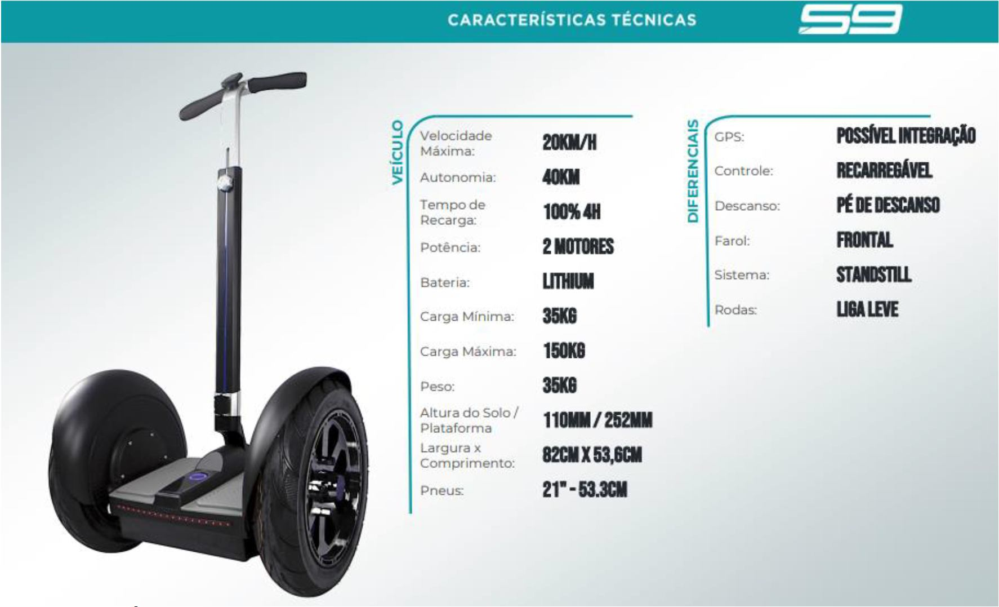 CARACTERÍSTICAS TÉCNICAS
S9
VEÍCULO
Velocidade
Máxima:
20KM/H
Autonomia:
40KM
Tempo de
Recarga:
100% 4H
Potência:
2 MOTORES
Bateria:
LITHIUM
Carga Mínima:
35KG
Carga Máxima:
150KG
Peso:
35KG
Altura do Solo /
Plataforma
110MM / 252MM
Largura x
Comprimento:
82CM X 53,6CM
Pneus:
21" - 53.3CM
DIFERENCIAIS
GPS:
POSSÍVEL INTEGRAÇÃO
Controle:
RECARREGÁVEL
Descanso:
PÉ DE DESCANSO
Farol:
FRONTAL
Sistema:
STANDSTILL
Rodas:
LIGA LEVE